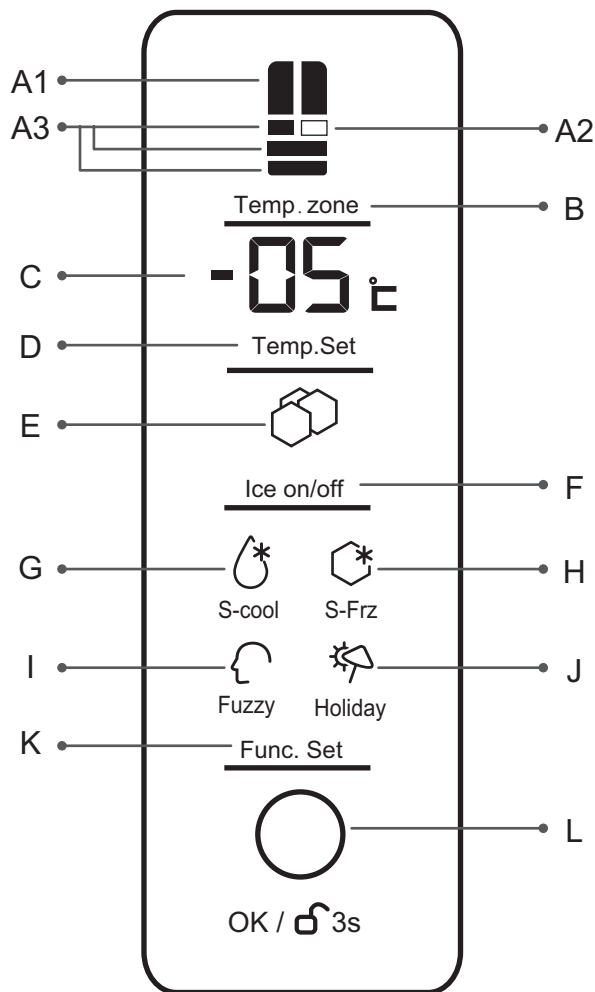 A1
A3
A2
Temp. zone
B
C
-05 ℃
D
Temp.Set
E
Ice on/off
F
G
H
S-cool
S-Frz
I
J
Fuzzy
Holiday
K
Func. Set
L
OK / 3s